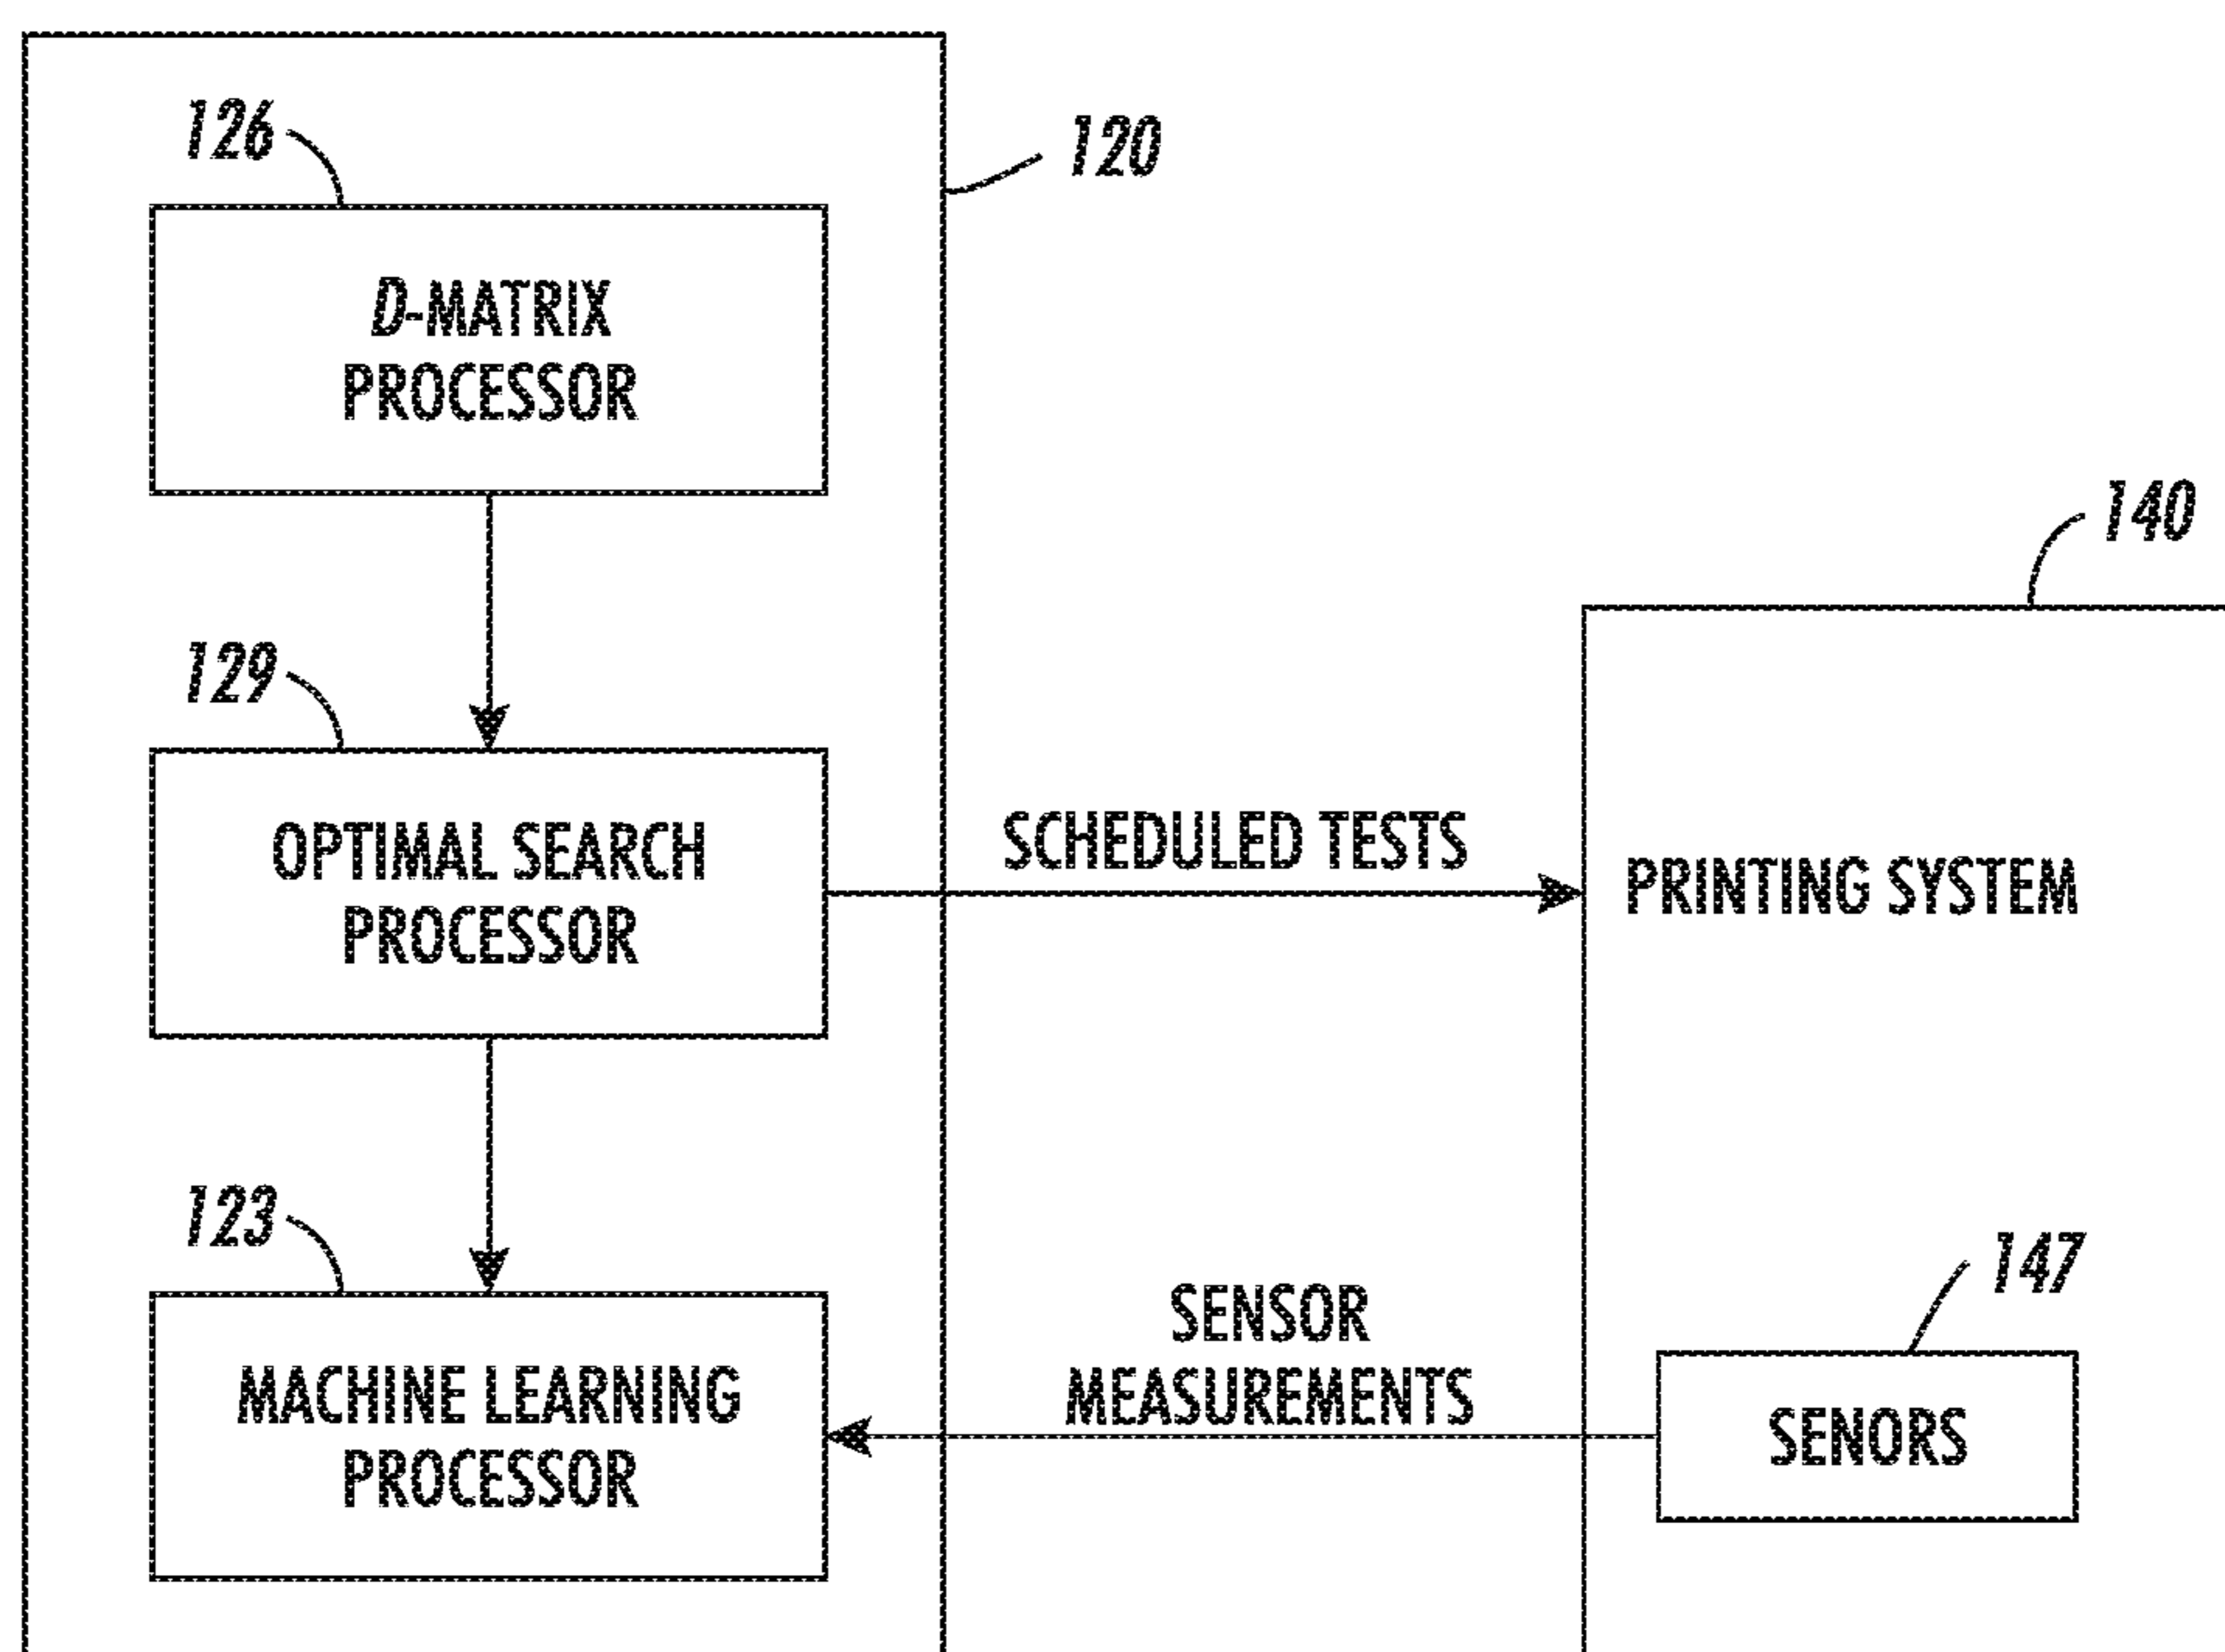 126
120
D-MATRIX
PROCESSOR
140
129
OPTIMAL SEARCH
PROCESSOR
SCHEDULED TESTS
PRINTING SYSTEM
123
MACHINE LEARNING
PROCESSOR
SENSOR
MEASUREMENTS
147
SENORS